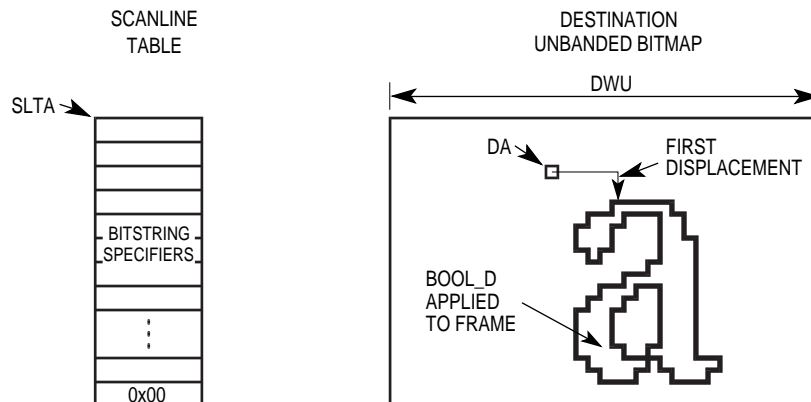 SCANLINE
TABLE
SLTA
BITSTRING
SPECIFIERS
0x00
DESTINATION
UNBANDED BITMAP
DWU
DA
FIRST
DISPLACEMENT
BOOL_D
APPLIED
TO FRAME